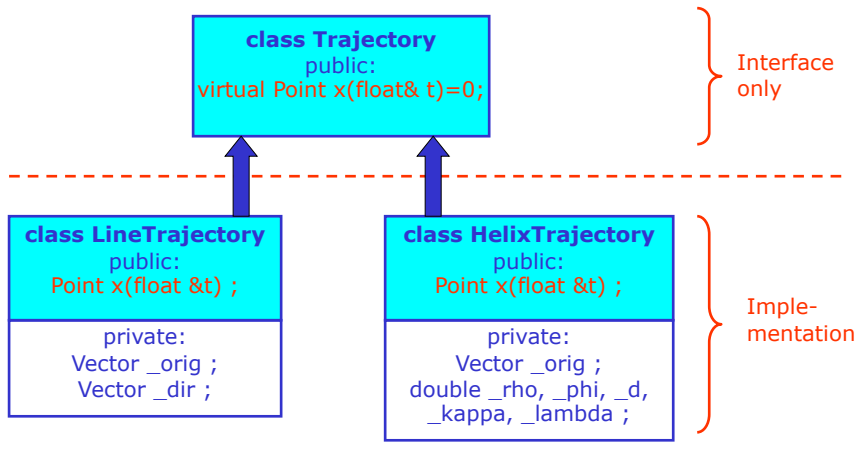 class Trajectory
public:
virtual Point x(float& t)=0;
Interface
only
class LineTrajectory
public:
Point x(float &t) ;
private:
Vector _orig ;
Vector _dir ;
class HelixTrajectory
public:
Point x(float &t) ;
private:
Vector _orig ;
double _rho, _phi, _d,
_kappa, _lambda ;
Imple-
mentation